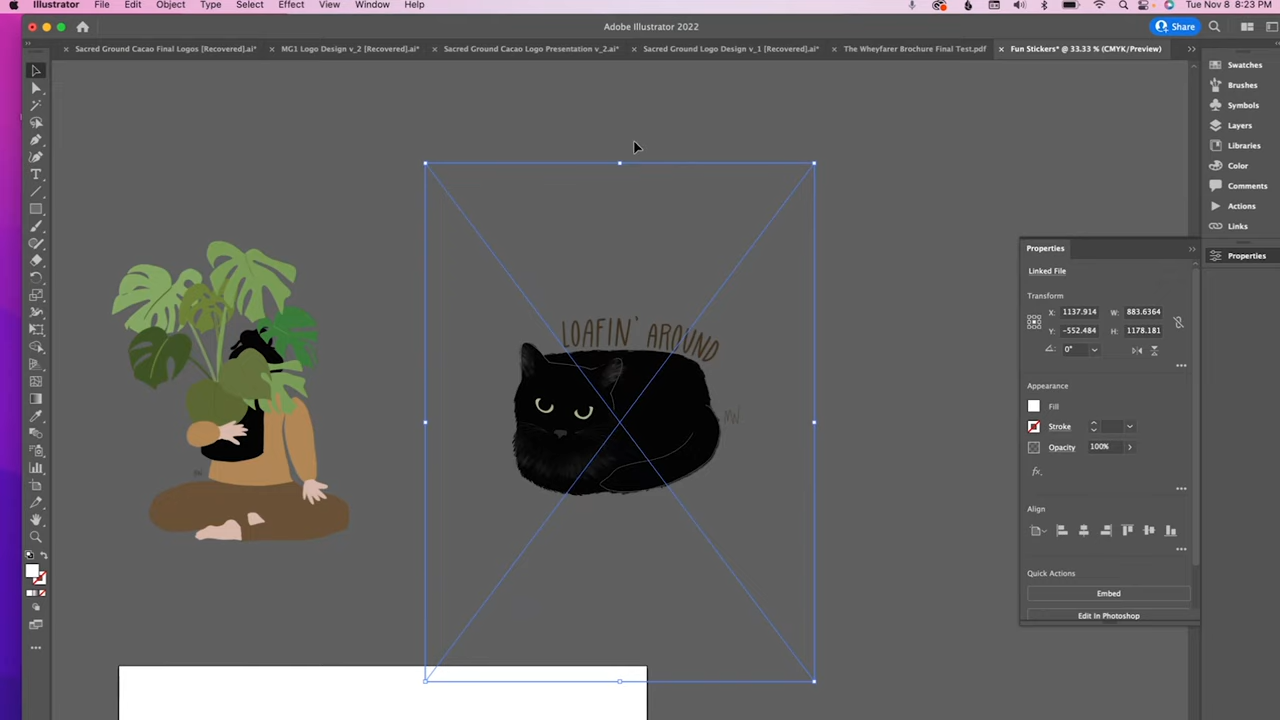 Illustrator File Edit Object Type Select Effect View Window Help Tue Nov 8 8:23 PM
Adobe Illustrator 2022
Share
× Sacred Ground Cacao Final Logos [Recovered].ai* × MG1 Logo Design v_2 [Recovered].ai* × Sacred Ground Cacao Logo Presentation v_2.ai* × Sacred Ground Logo Design v_1 [Recovered].ai* × The Wheyfarer Brochure Final Test.pdf × Fun Stickers* @ 33.33 % (CMYK/Preview)
Swatches
Brushes
Symbols
Layers
Libraries
Color
Comments
Actions
Links
Properties
Properties
Linked File
Transform
X: 1137.914 W: 883.6364
Y: -552.484 H: 1178.181
0°
Appearance
Fill
Stroke
Opacity 100%
fx.
Align
Quick Actions
Embed
Edit In Photoshop
LOAFIN' AROUND
MW